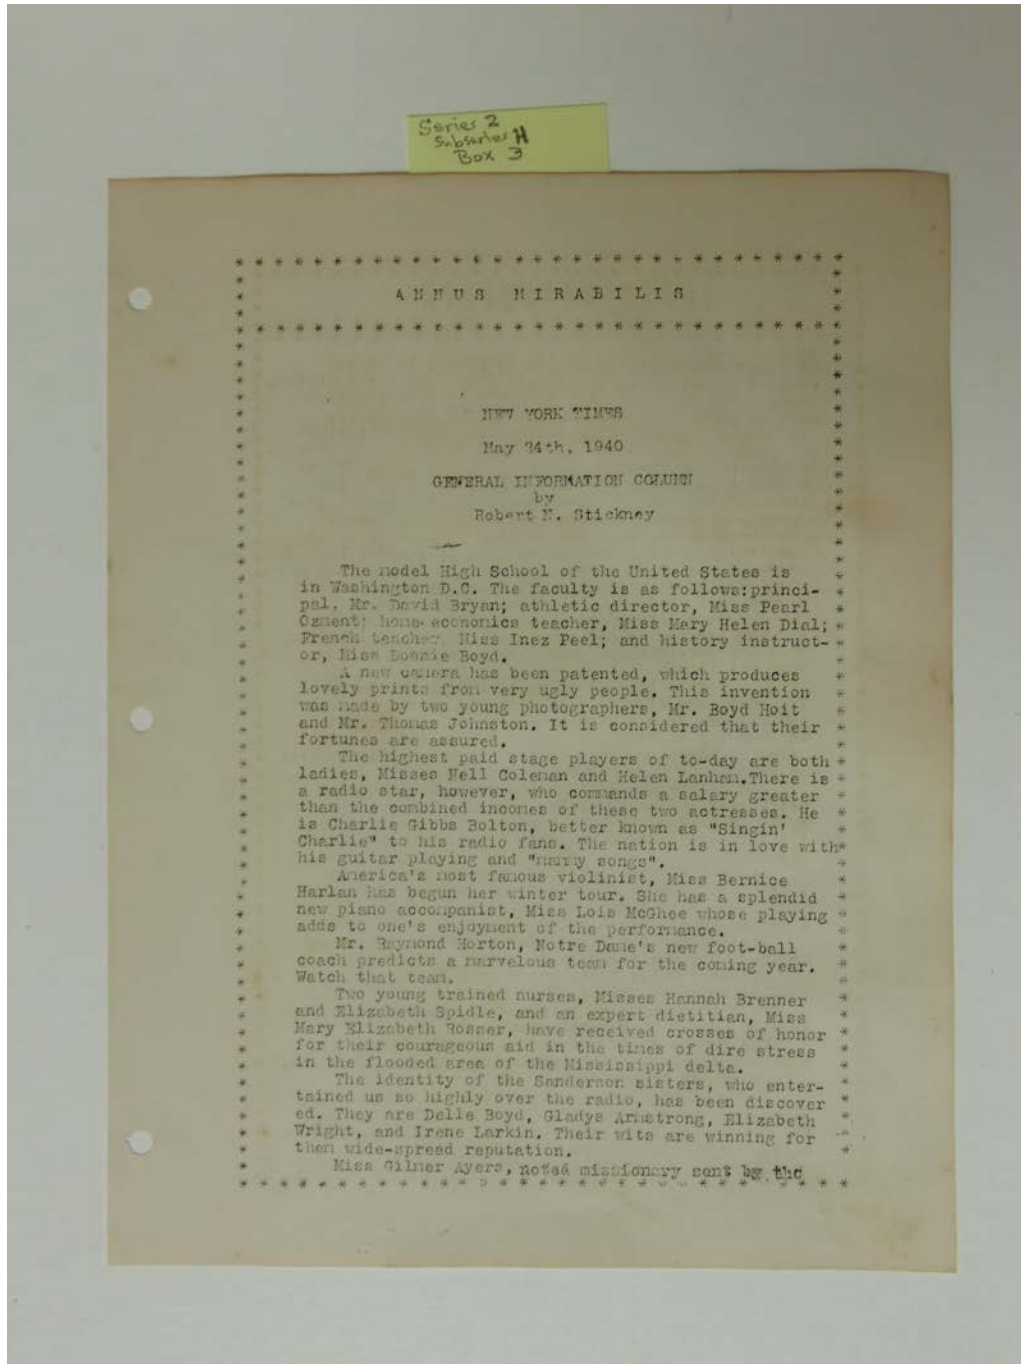 Series 2
Subseries H
Box 3
* * * * * * * * * * * * * * * * * * * * * * * * * * * * * * *
A N N U S  M I R A B I L I S
* * * * * * * * * * * * * * * * * * * * * * * * * * * * * *
NEW YORK TIMES
May 24th, 1940
GENERAL INFORMATION COLUMN
by
Robert M. Stickney
The model High School of the United States is
in Washington D.C. The faculty is as follows:princi-
pal, Mr. David Bryan; athletic director, Miss Pearl
Ozment; home economics teacher, Miss Mary Helen Dial;
French teacher, Miss Inez Peel; and history instruct-
or, Miss Bonnie Boyd.
A new camera has been patented, which produces
lovely prints from very ugly people. This invention
was made by two young photographers, Mr. Boyd Hoit
and Mr. Thomas Johnston. It is considered that their
fortunes are assured.
The highest paid stage players of to-day are both
ladies, Misses Nell Coleman and Helen Lanham.There is
a radio star, however, who commands a salary greater
than the combined incomes of these two actresses. He
is Charlie Gibbs Bolton, better known as "Singin'
Charlie" to his radio fans. The nation is in love with
his guitar playing and " songs".
America's most famous violinist, Miss Bernice
Harlan has begun her winter tour. She has a splendid
new piano accompanist, Miss Lois McGhee whose playing
adds to one's enjoyment of the performance.
Mr. Raymond Morton, Notre Dame's new foot-ball
coach predicts a marvelous team for the coming year.
Watch that team.
Two young trained nurses, Misses Hannah Brenner
and Elizabeth Spidle, and an expert dietitian, Miss
Mary Elizabeth Rosser, have received crosses of honor
for their courageous aid in the times of dire stress
in the flooded area of the Mississippi delta.
The identity of the Sanderson sisters, who enter-
tained us so highly over the radio, has been discover
ed. They are Delle Boyd, Gladys Armstrong, Elizabeth
Wright, and Irene Larkin. Their wits are winning for
them wide-spread reputation.
Miss Gilmer Ayers, noted missionary sent by the